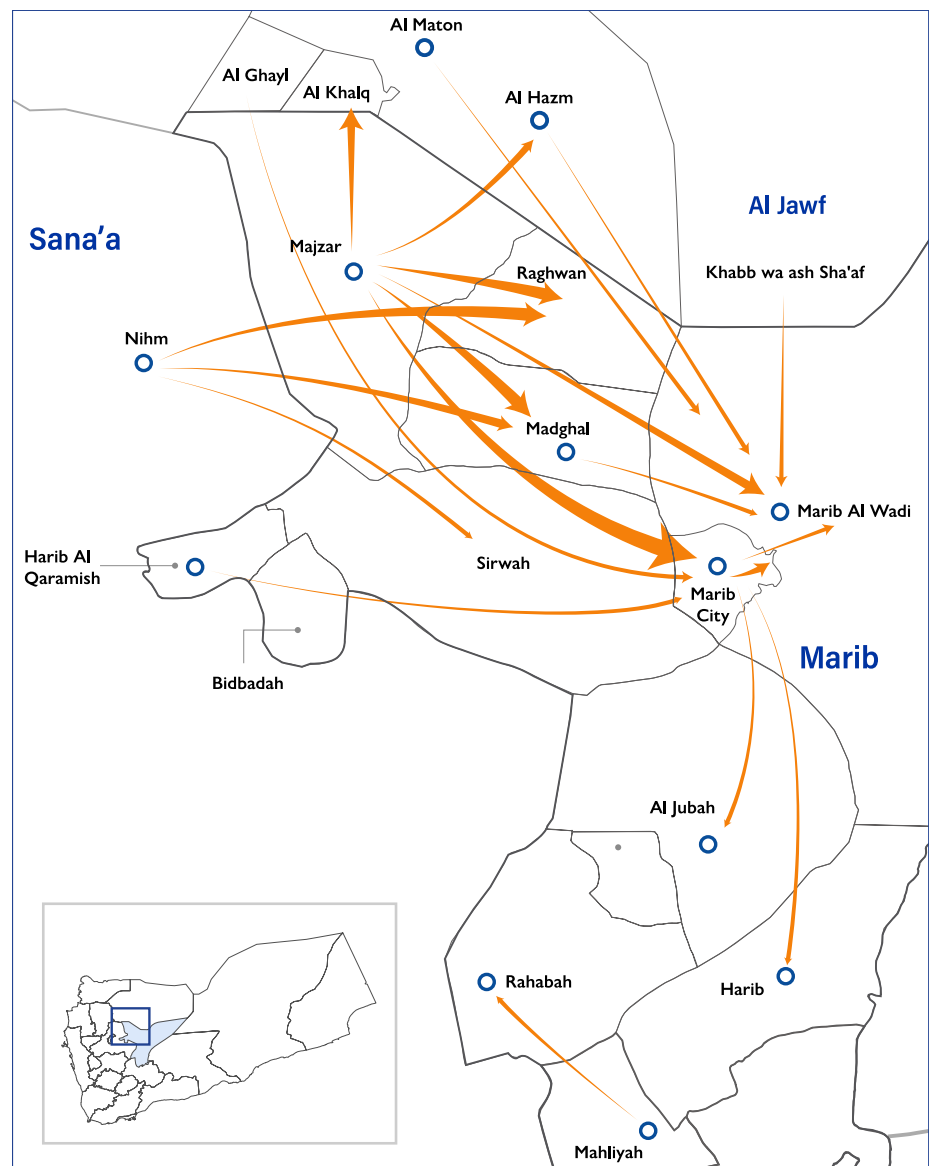 Al Maton
Al Ghayl
Al Khalq
Al Hazm
Al Jawf
Sana’a
Majzar
Raghwan
Khabb wa ash Sha'af
Nihm
Madghal
Marib Al Wadi
Harib Al
Qaramish
Sirwah
Marib
City
Marib
Bidbadah
Al Jubah
Rahabah
Harib
Mahliyah